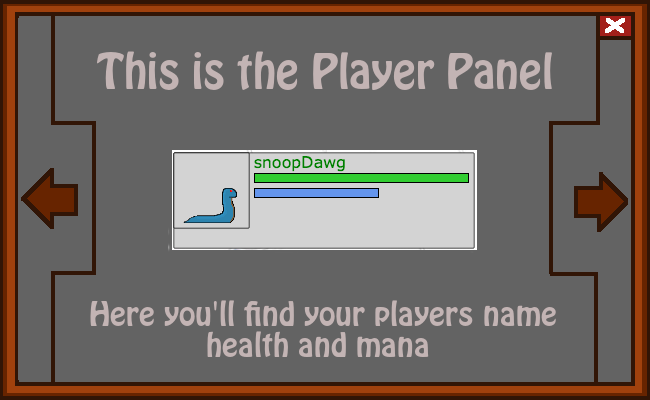 This is the Player Panel
snoopDawg
Here you'll find your players name
health and mana